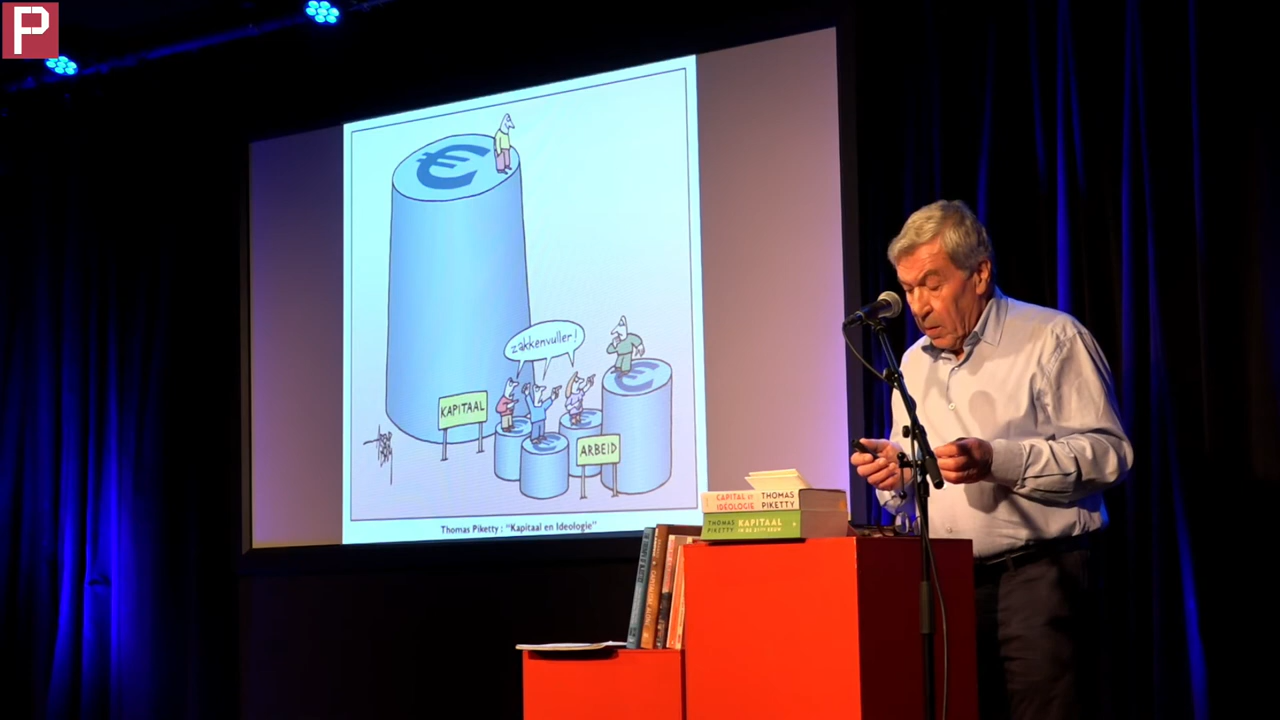 P
€
zakkenvuller!
€
KAPITAAL
€
€
€
ARBEID
Thomas Piketty : "Kapitaal en Ideologie"
CAPITAL et
IDÉOLOGIE
THOMAS
PIKETTY
THOMAS
PIKETTY
KAPITAAL
IN DE 21STE EEUW